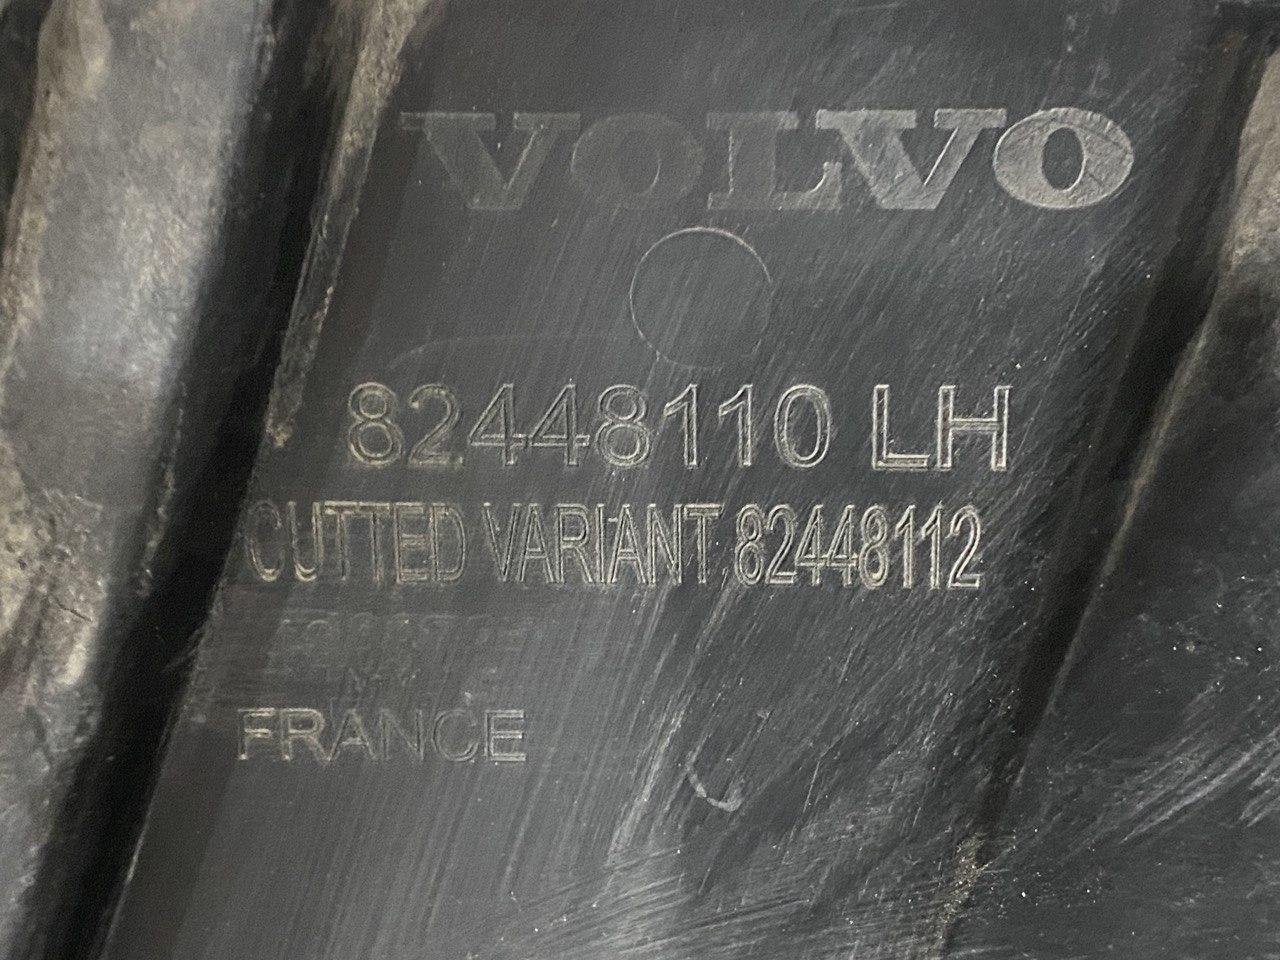 VOLVO
82448110 LH
CUTTED VARIANT 82448112
FRANCE